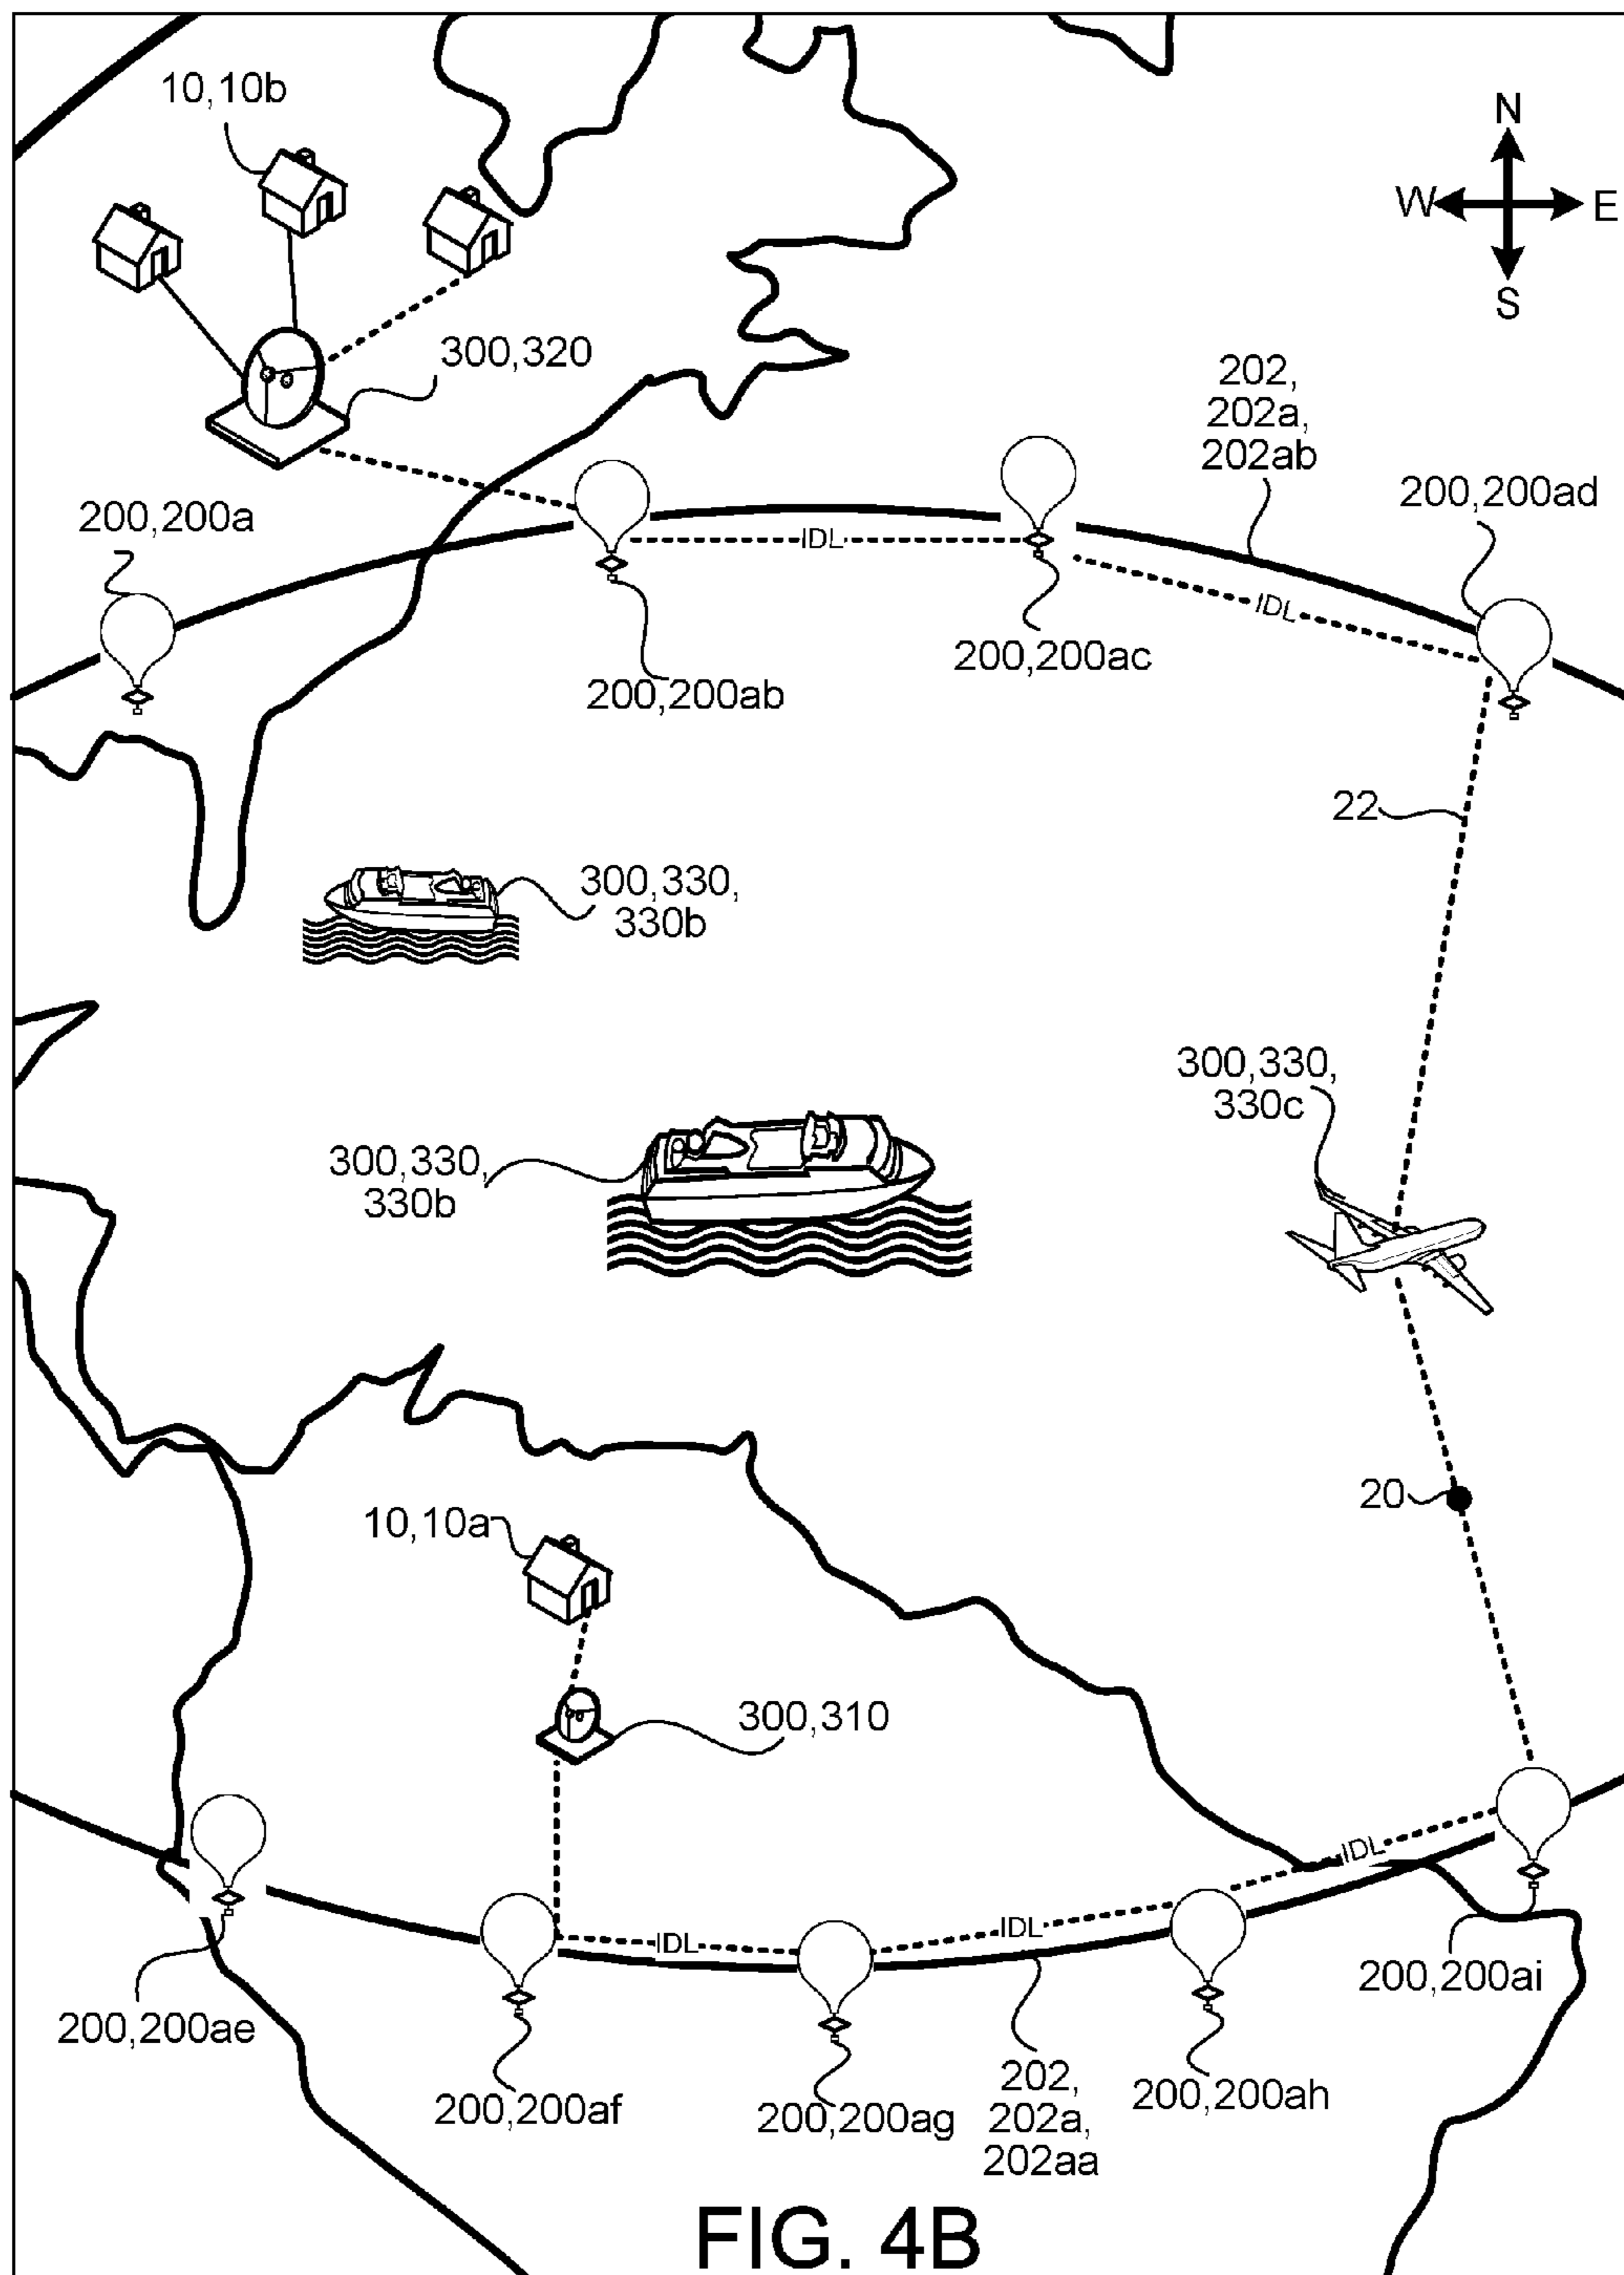 10,10b
N
W
E
S
300,320
202,
202a,
202ab
200,200ad
200,200a
IDL
IDL
200,200ac
200,200ab
22
300,330,
330b
300,330,
330c
300,330,
330b
20
10,10a
300,310
IDL
IDL
IDL
200,200ai
200,200ae
202,
202a,
202aa
200,200ah
200,200af
200,200ag
FIG. 4B